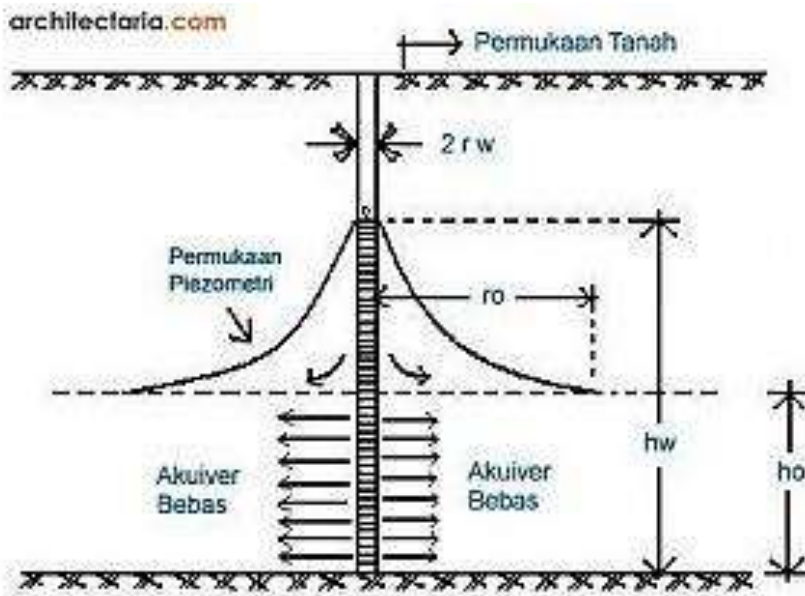 architectaria.com
Permukaan Tanah
2 r w
Permukaan
Piezometri
ro
hw
ho
Akuiver
Bebas
Akuiver
Bebas